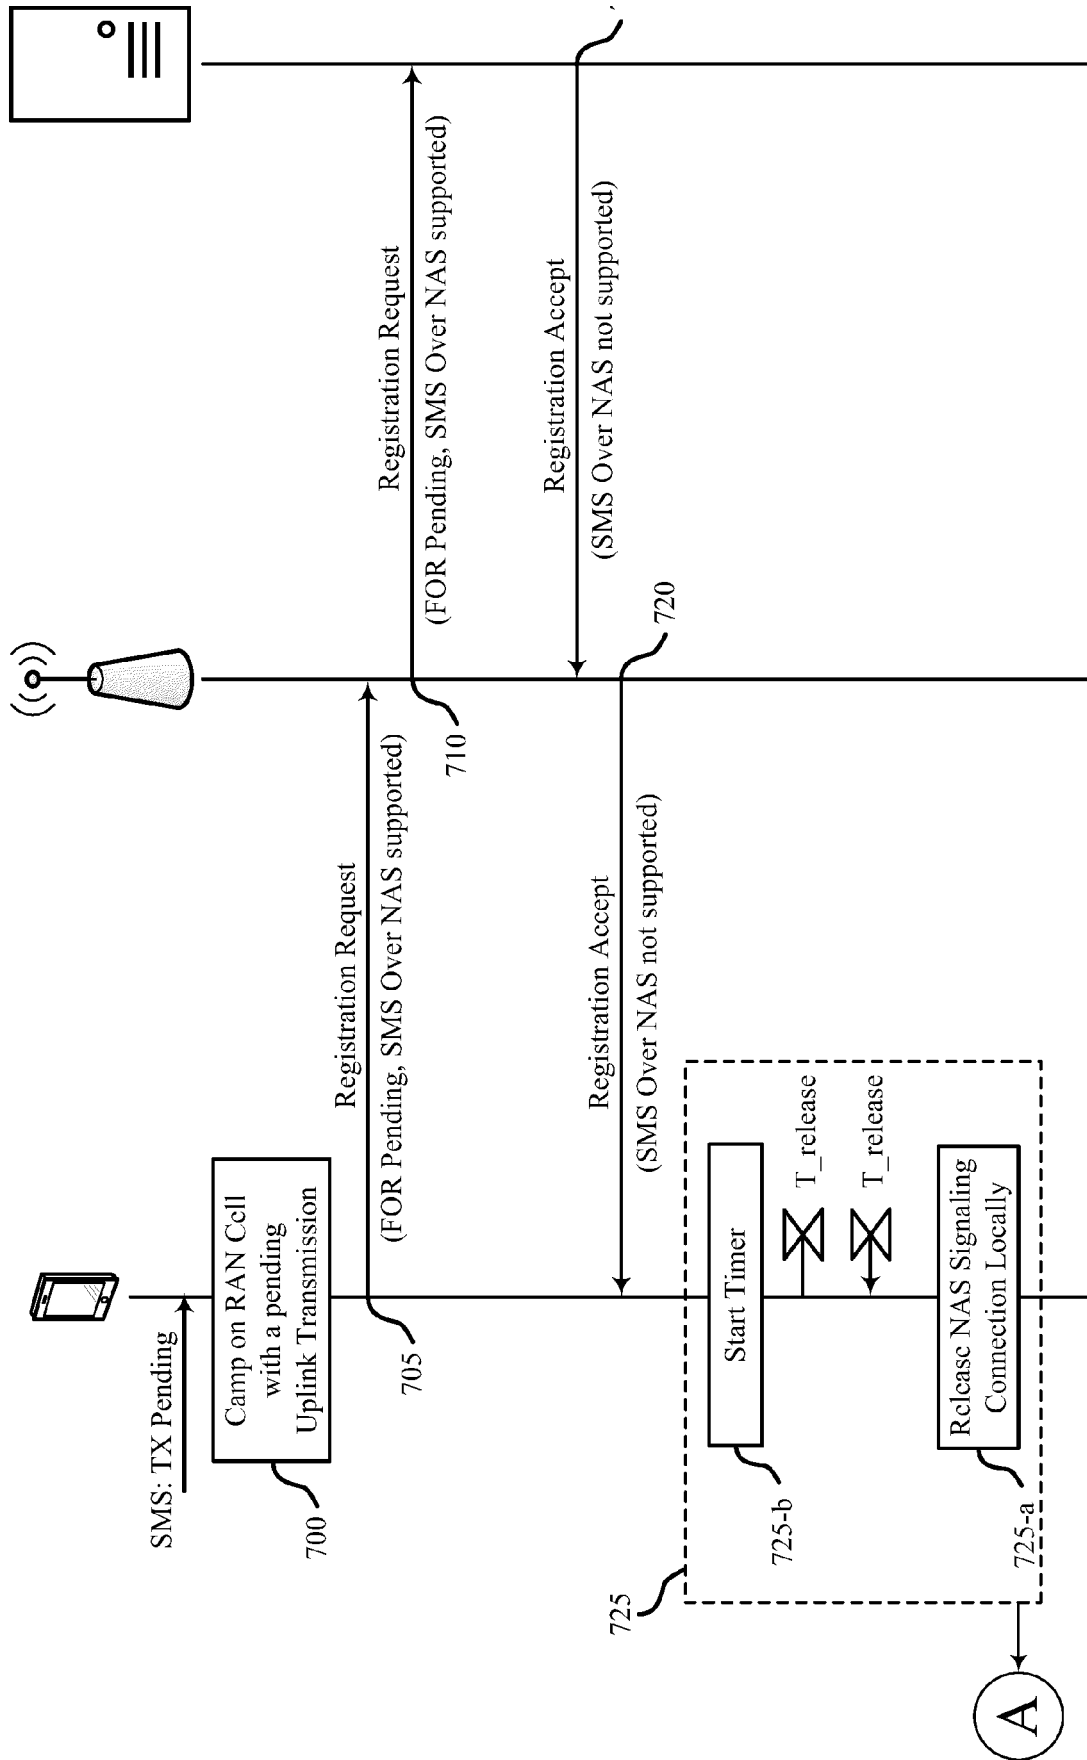 SMS: TX Pending
Camp on RAN Cell
with a pending
Uplink Transmission
700
Registration Request
(FOR Pending, SMS Over NAS supported)
705
Registration Request
(FOR Pending, SMS Over NAS supported)
710
Registration Accept
(SMS Over NAS not supported)
Registration Accept
(SMS Over NAS not supported)
720
725
Start Timer
725-b
T_release
T_release
Release NAS Signaling
Connection Locally
725-a
A